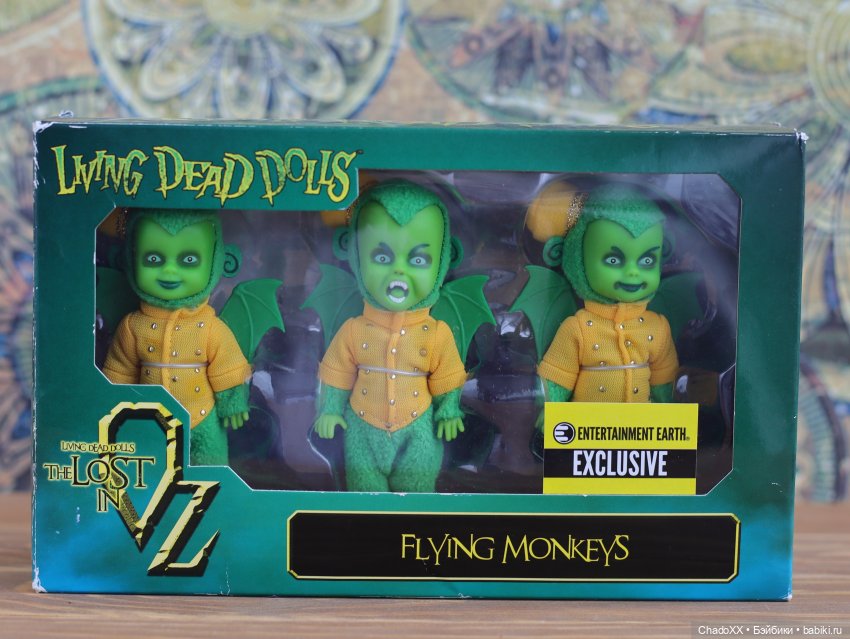 LIVING DEAD DOLLS
LIVING DEAD DOLLS
THE LOST
IN
OZ
ENTERTAINMENT EARTH®
EXCLUSIVE
FLYING MONKEYS
ChadoXX • Бэйбики • babiki.ru